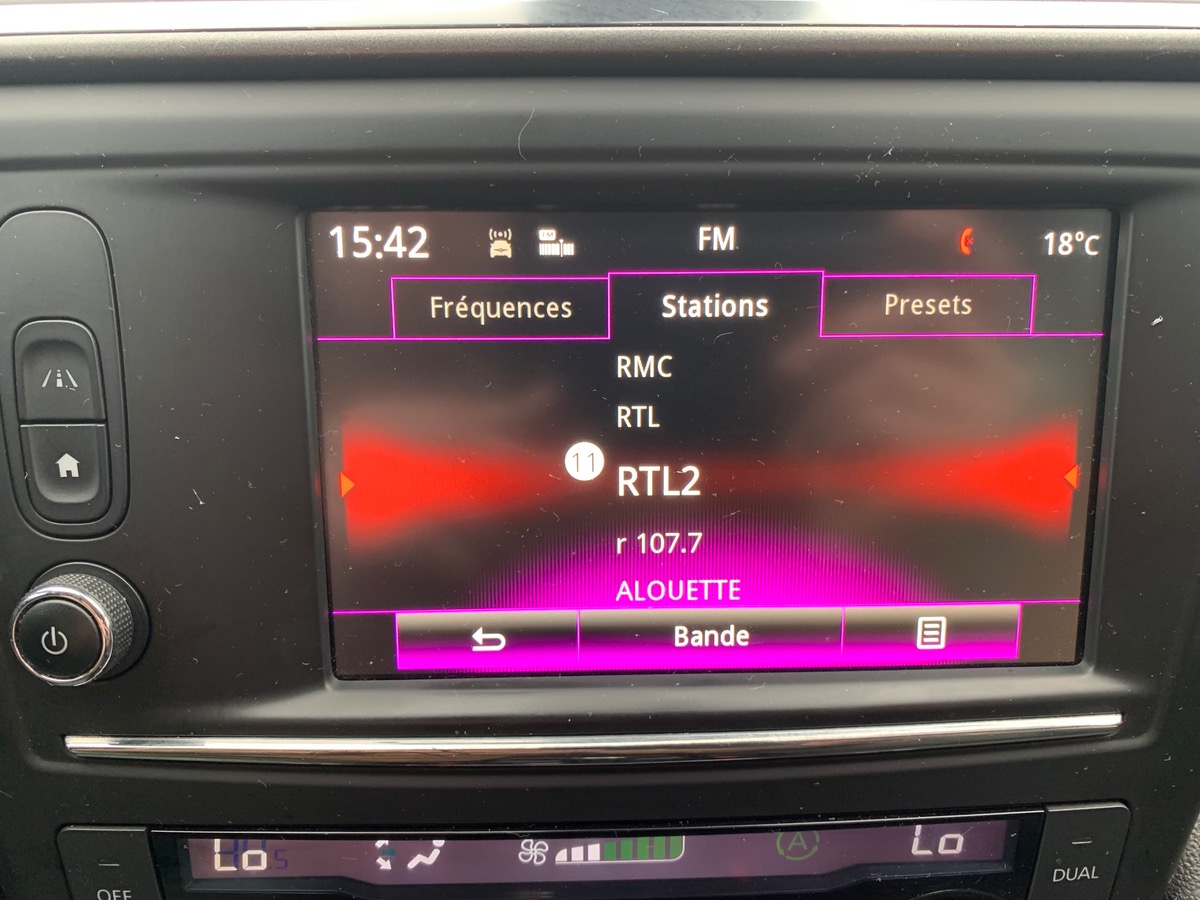 15:42 FM 18°C
Fréquences Stations Presets
RMC
RTL
11
RTL2
r 107.7
ALOUETTE
Bande
Lo A Lo
OFF DUAL